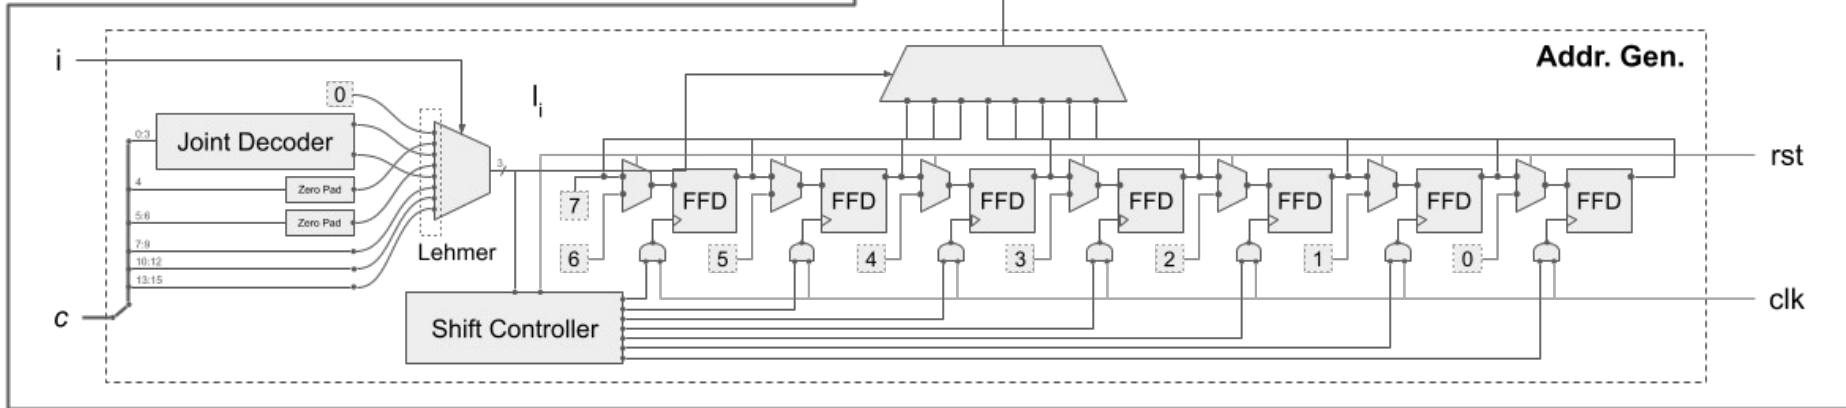 Addr. Gen.
i
0
l
i
0:3
Joint Decoder
3
rst
4
Zero Pad
7
FFD
FFD
FFD
FFD
FFD
FFD
FFD
5:6
Zero Pad
7:9
Lehmer
6
5
4
3
2
1
0
10:12
13:15
clk
c
Shift Controller